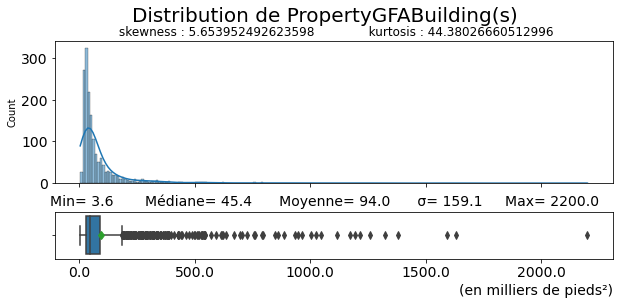 Distribution de PropertyGFABuilding(s)
skewness : 5.653952492623598 kurtosis : 44.38026660512996
300
200
100
0
Count
Min= 3.6 Médiane= 45.4 Moyenne= 94.0 σ= 159.1 Max= 2200.0
0.0 500.0 1000.0 1500.0 2000.0
(en milliers de pieds²)